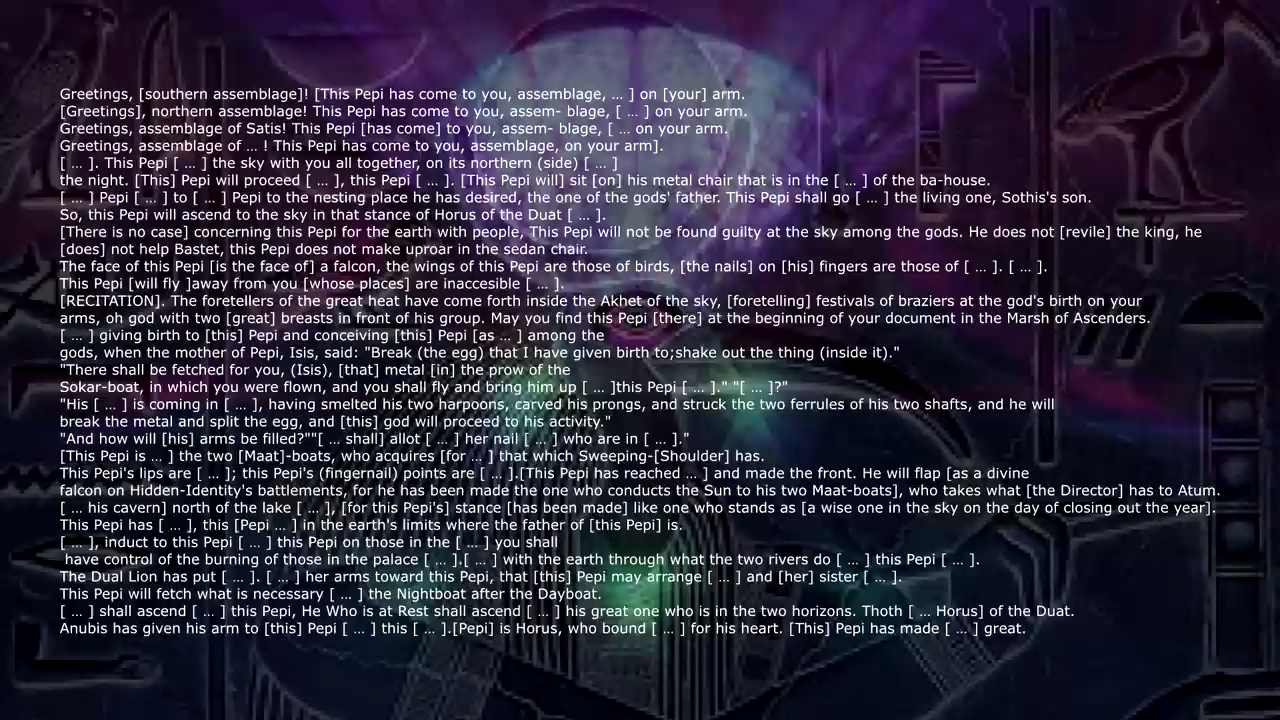 Greetings, [southern assemblage]! [This Pepi has come to you, assemblage, ... ] on [your] arm.
[Greetings], northern assemblage! This Pepi has come to you, assem- blage, [ ... ] on your arm.
Greetings, assemblage of Satis! This Pepi [has come] to you, assem- blage, [ ... on your arm.
Greetings, assemblage of ... ! This Pepi has come to you, assemblage, on your arm].
[ ... ]. This Pepi [ ... ] the sky with you all together, on its northern (side) [ ... ]
the night. [This] Pepi will proceed [ ... ], this Pepi [ ... ]. [This Pepi will] sit [on] his metal chair that is in the [ ... ] of the ba-house.
[ ... ] Pepi [ ... ] to [ ... ] Pepi to the nesting place he has desired, the one of the gods' father. This Pepi shall go [ ... ] the living one, Sothis's son.
So, this Pepi will ascend to the sky in that stance of Horus of the Duat [ ... ].
[There is no case] concerning this Pepi for the earth with people, This Pepi will not be found guilty at the sky among the gods. He does not [revile] the king, he
[does] not help Bastet, this Pepi does not make uproar in the sedan chair.
The face of this Pepi [is the face of] a falcon, the wings of this Pepi are those of birds, [the nails] on [his] fingers are those of [ ... ]. [ ... ].
This Pepi [will fly ]away from you [whose places] are inaccesible [ ... ].
[RECITATION]. The foretellers of the great heat have come forth inside the Akhet of the sky, [foretelling] festivals of braziers at the god's birth on your
arms, oh god with two [great] breasts in front of his group. May you find this Pepi [there] at the beginning of your document in the Marsh of Ascenders.
[ ... ] giving birth to [this] Pepi and conceiving [this] Pepi [as ... ] among the
gods, when the mother of Pepi, Isis, said: "Break (the egg) that I have given birth to;shake out the thing (inside it)."
"There shall be fetched for you, (Isis), [that] metal [in] the prow of the
Sokar-boat, in which you were flown, and you shall fly and bring him up [ ... ]this Pepi [ ... ]." "[ ... ]?"
"His [ ... ] is coming in [ ... ], having smelted his two harpoons, carved his prongs, and struck the two ferrules of his two shafts, and he will
break the metal and split the egg, and [this] god will proceed to his activity."
"And how will [his] arms be filled?""[ ... shall] allot [ ... ] her nail [ ... ] who are in [ ... ]."
[This Pepi is ... ] the two [Maat]-boats, who acquires [for ... ] that which Sweeping-[Shoulder] has.
This Pepi's lips are [ ... ]; this Pepi's (fingernail) points are [ ... ].[This Pepi has reached ... ] and made the front. He will flap [as a divine
falcon on Hidden-Identity's battlements, for he has been made the one who conducts the Sun to his two Maat-boats], who takes what [the Director] has to Atum.
[ ... his cavern] north of the lake [ ... ], [for this Pepi's] stance [has been made] like one who stands as [a wise one in the sky on the day of closing out the year].
This Pepi has [ ... ], this [Pepi ... ] in the earth's limits where the father of [this Pepi] is.
[ ... ], induct to this Pepi [ ... ] this Pepi on those in the [ ... ] you shall
have control of the burning of those in the palace [ ... ].[ ... ] with the earth through what the two rivers do [ ... ] this Pepi [ ... ].
The Dual Lion has put [ ... ]. [ ... ] her arms toward this Pepi, that [this] Pepi may arrange [ ... ] and [her] sister [ ... ].
This Pepi will fetch what is necessary [ ... ] the Nightboat after the Dayboat.
[ ... ] shall ascend [ ... ] this Pepi, He Who is at Rest shall ascend [ ... ] his great one who is in the two horizons. Thoth [ ... Horus] of the Duat.
Anubis has given his arm to [this] Pepi [ ... ] this [ ... ].[Pepi] is Horus, who bound [ ... ] for his heart. [This] Pepi has made [ ... ] great.